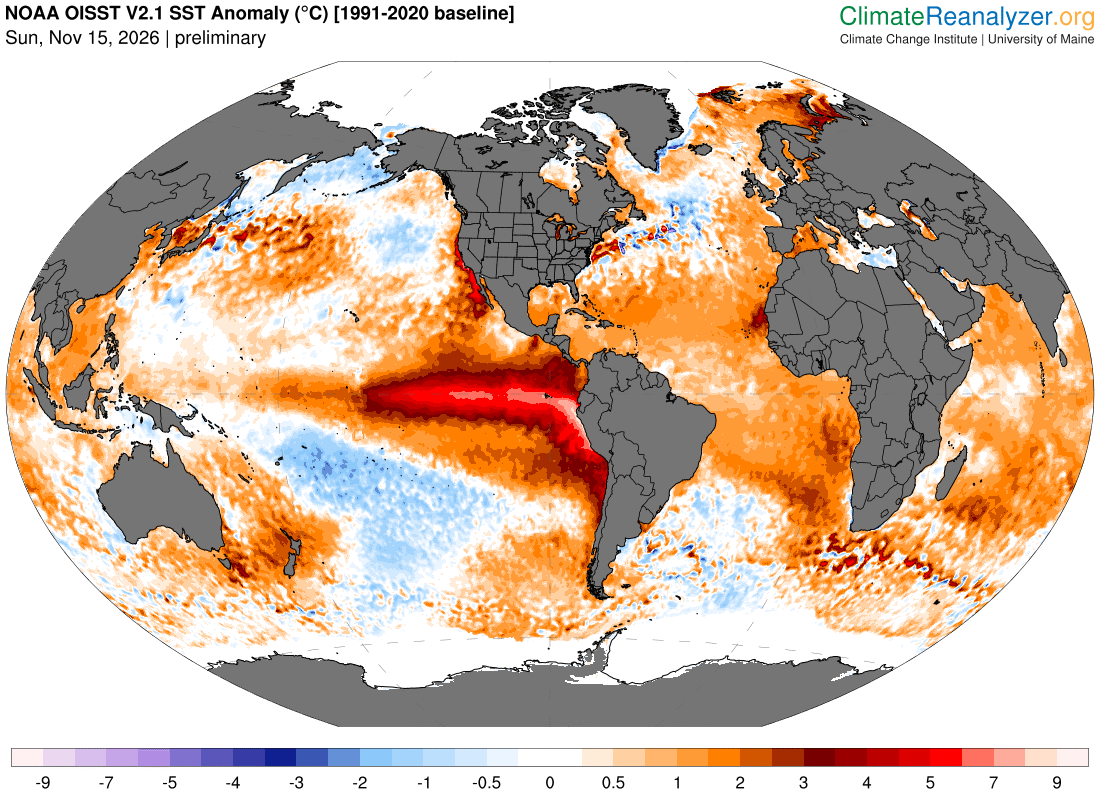 NOAA OISST V2.1 SST Anomaly (°C) [1991-2020 baseline]
Sun, Nov 15, 2026 | preliminary
ClimateReanalyzer.org
Climate Change Institute | University of Maine
-9 -7 -5 -4 -3 -2 -1 -0.5 0 0.5 1 2 3 4 5 7 9